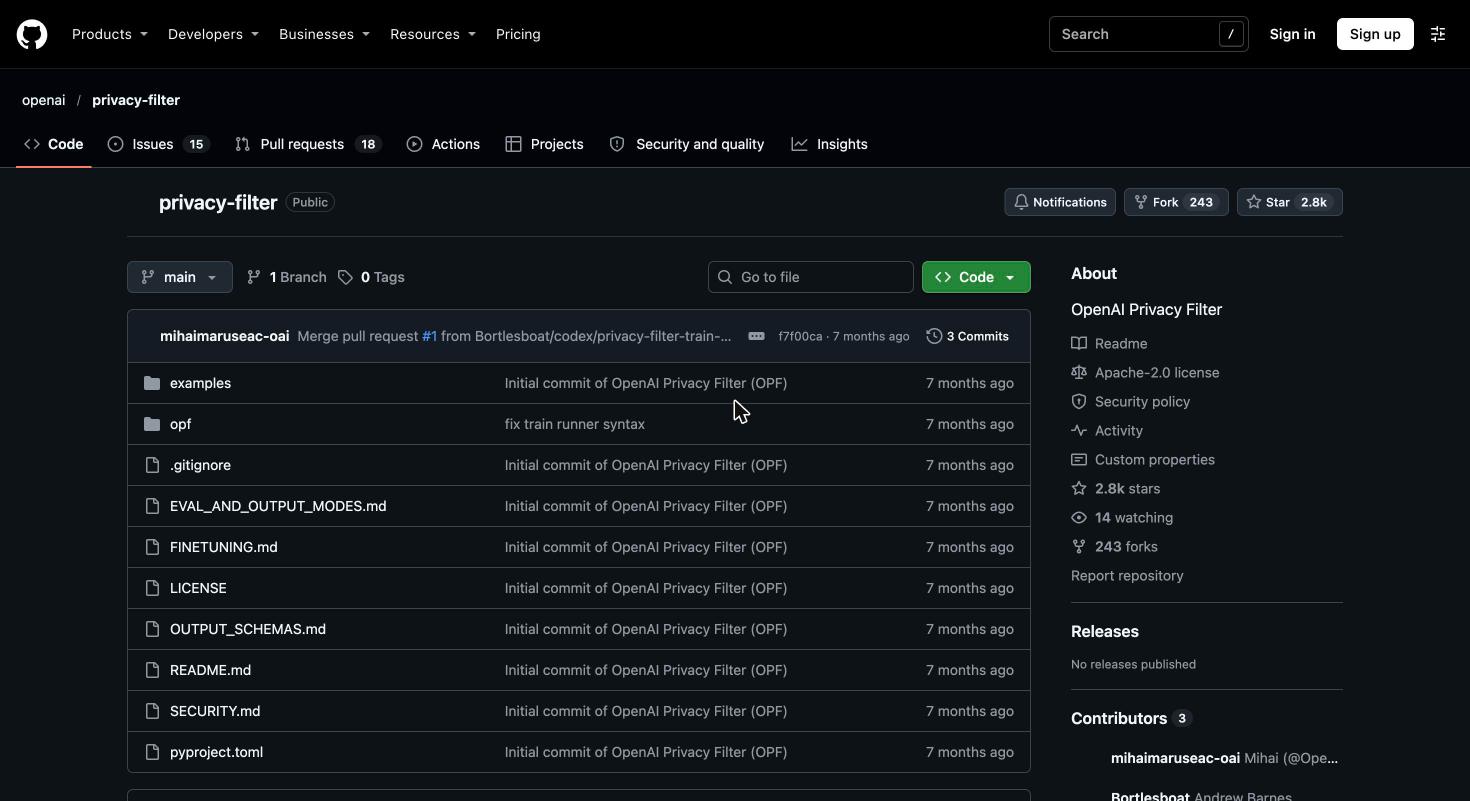 Products Developers Businesses Resources Pricing Search / Sign in Sign up
openai / privacy-filter
Code Issues 15 Pull requests 18 Actions Projects Security and quality Insights
privacy-filter Public Notifications Fork 243 Star 2.8k
main 1 Branch 0 Tags Go to file Code
mihaimaruseac-oai Merge pull request #1 from Bortlesboat/codex/privacy-filter-train-... f7f00ca · 7 months ago 3 Commits
examples Initial commit of OpenAI Privacy Filter (OPF) 7 months ago
opf fix train runner syntax 7 months ago
.gitignore Initial commit of OpenAI Privacy Filter (OPF) 7 months ago
EVAL_AND_OUTPUT_MODES.md Initial commit of OpenAI Privacy Filter (OPF) 7 months ago
FINETUNING.md Initial commit of OpenAI Privacy Filter (OPF) 7 months ago
LICENSE Initial commit of OpenAI Privacy Filter (OPF) 7 months ago
OUTPUT_SCHEMAS.md Initial commit of OpenAI Privacy Filter (OPF) 7 months ago
README.md Initial commit of OpenAI Privacy Filter (OPF) 7 months ago
SECURITY.md Initial commit of OpenAI Privacy Filter (OPF) 7 months ago
pyproject.toml Initial commit of OpenAI Privacy Filter (OPF) 7 months ago
About
OpenAI Privacy Filter
Readme
Apache-2.0 license
Security policy
Activity
Custom properties
2.8k stars
14 watching
243 forks
Report repository
Releases
No releases published
Contributors 3
mihaimaruseac-oai Mihai (@Ope...
Bortlesboat Andrew Barnes